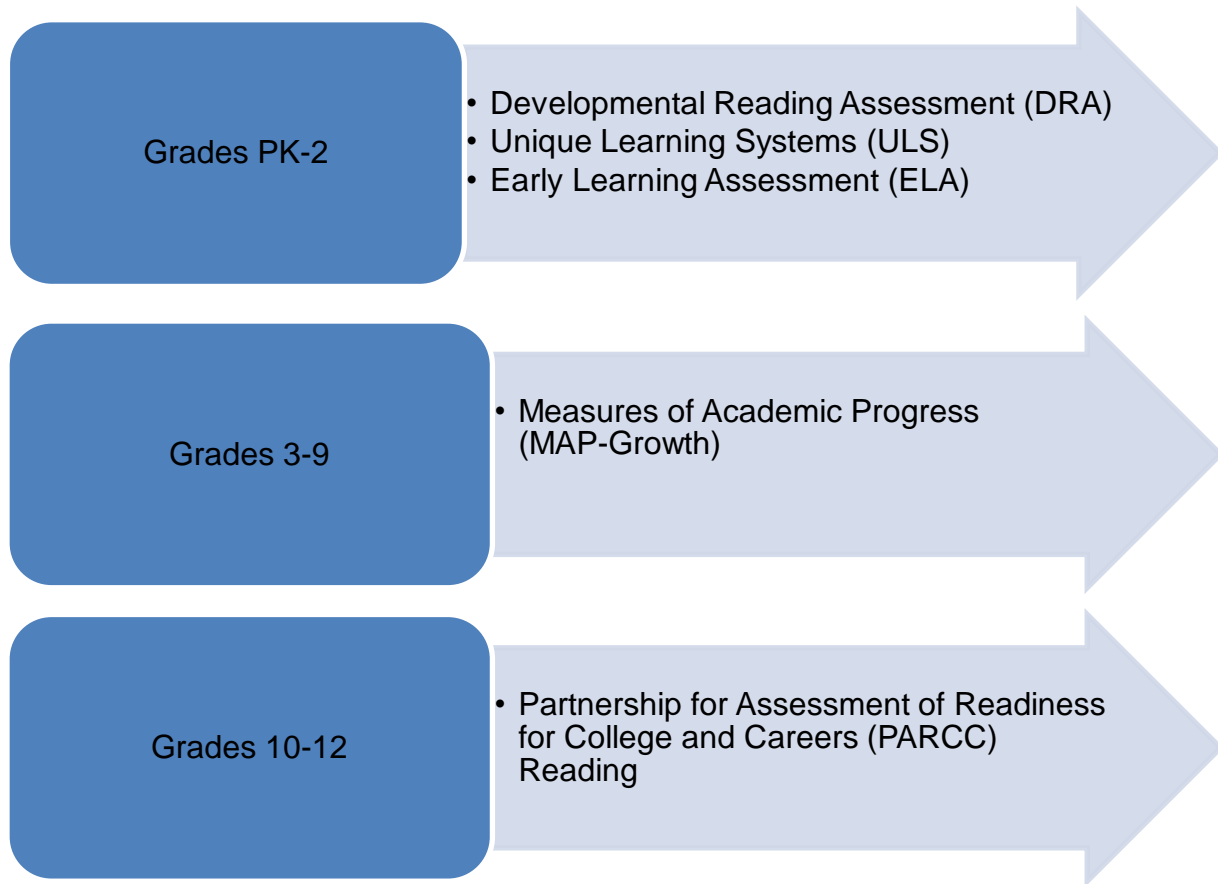 Grades PK-2
• Developmental Reading Assessment (DRA)
• Unique Learning Systems (ULS)
• Early Learning Assessment (ELA)
Grades 3-9
• Measures of Academic Progress
(MAP-Growth)
Grades 10-12
• Partnership for Assessment of Readiness
for College and Careers (PARCC)
Reading